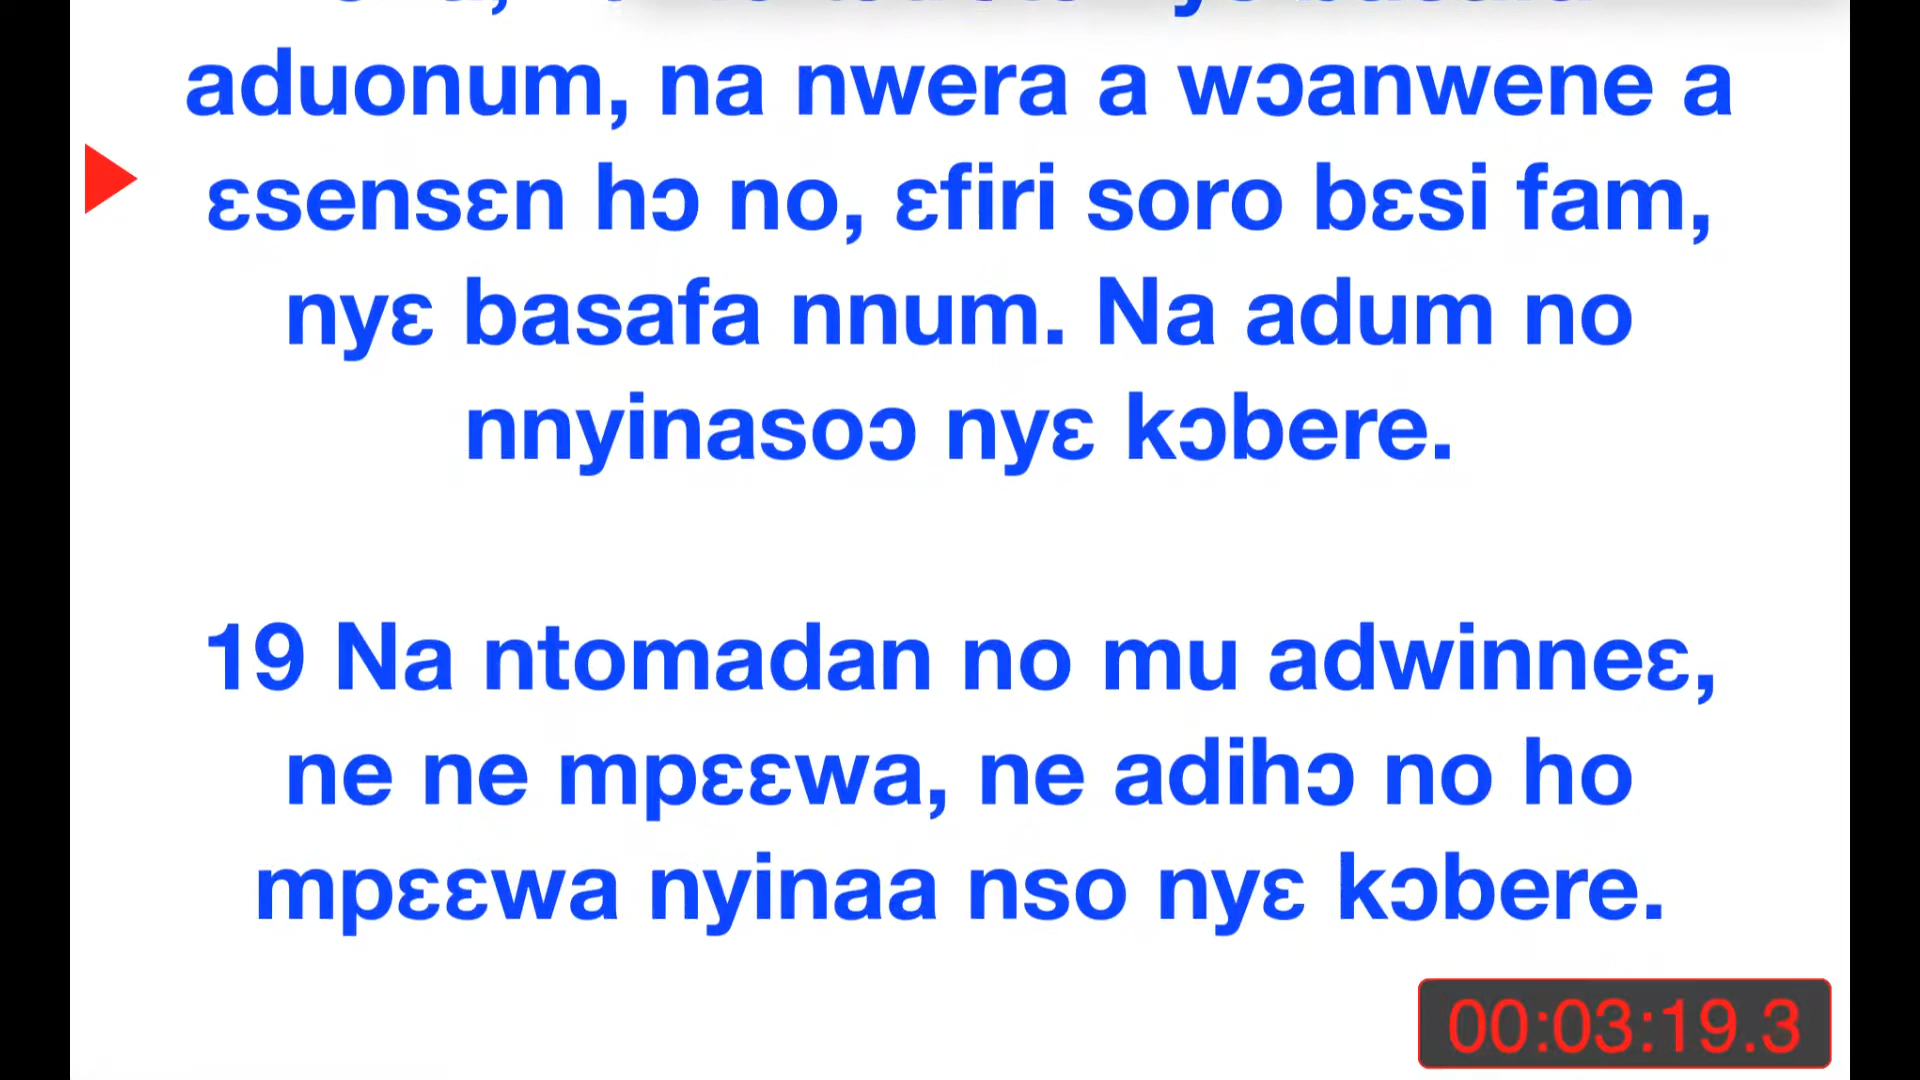 aduonum, na nwera a wɔanwene a
ɛsensɛn hɔ no, ɛfiri soro bɛsi fam,
nyɛ basafa nnum. Na adum no
nnyinasoɔ nyɛ kɔbere.
19 Na ntomadan no mu adwinneɛ,
ne ne mpɛɛwa, ne adihɔ no ho
mpɛɛwa nyinaa nso nyɛ kɔbere.
00:03:19.3